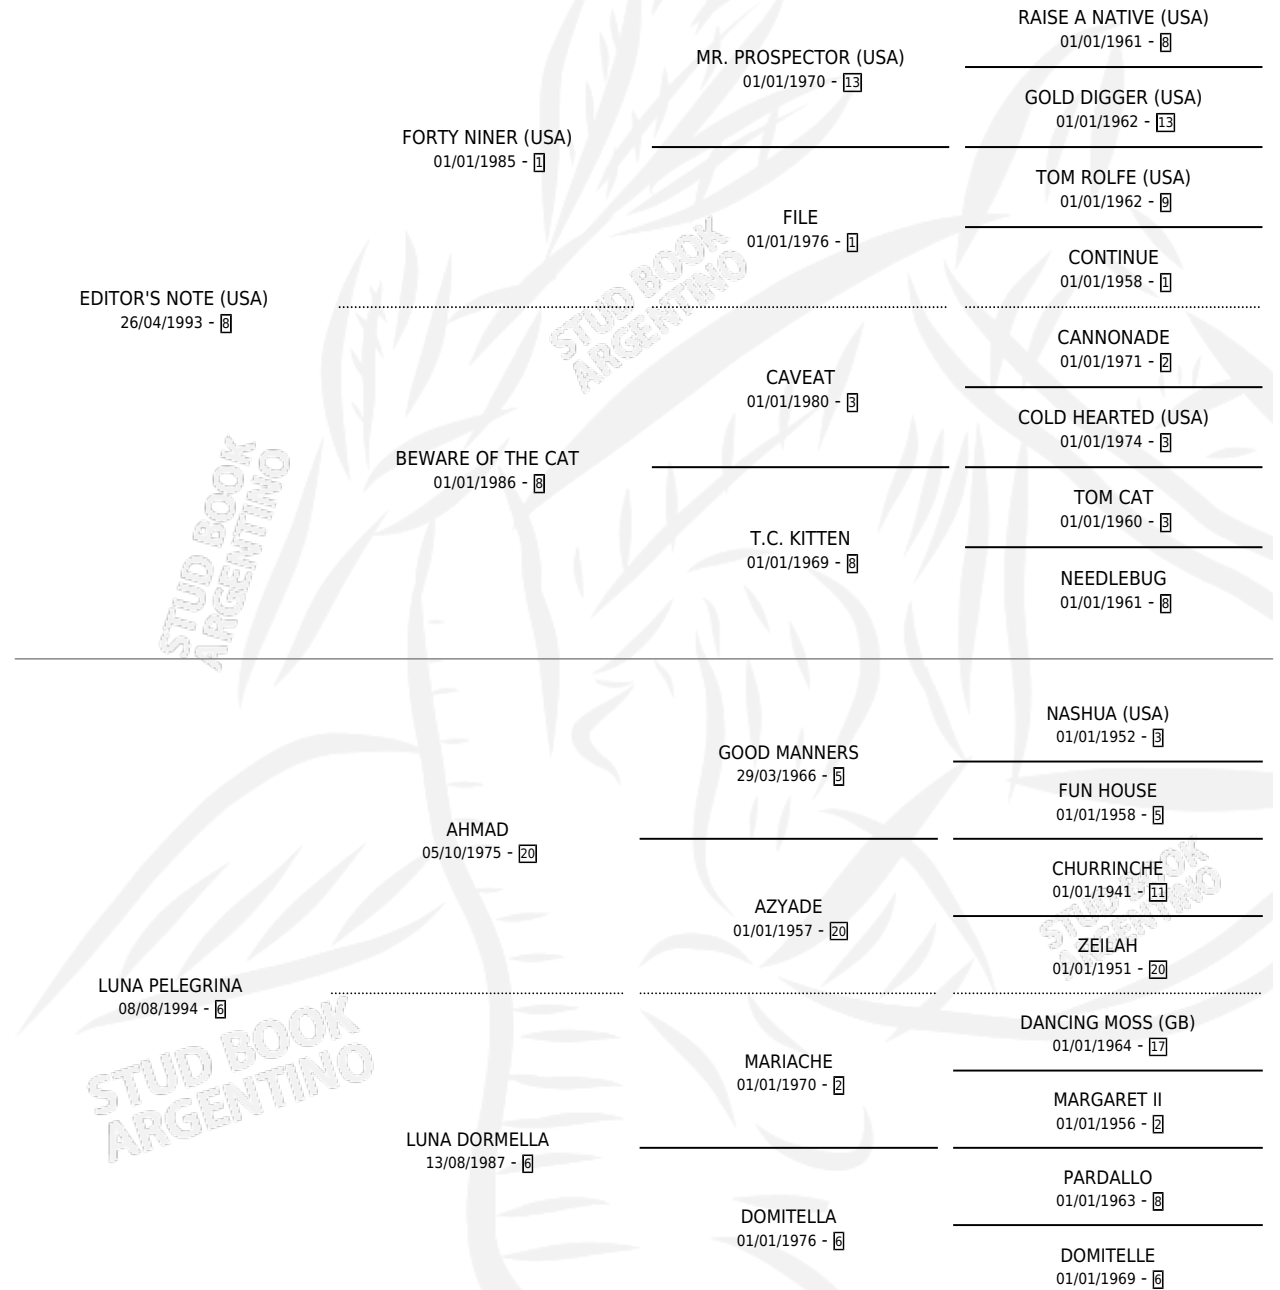 RAISE A NATIVE (USA)
01/01/1961 - 8
MR. PROSPECTOR (USA)
01/01/1970 - 13
GOLD DIGGER (USA)
01/01/1962 - 13
FORTY NINER (USA)
01/01/1985 - 1
TOM ROLFE (USA)
01/01/1962 - 9
FILE
01/01/1976 - 1
CONTINUE
01/01/1958 - 1
EDITOR'S NOTE (USA)
26/04/1993 - 8
CANNONADE
01/01/1971 - 2
CAVEAT
01/01/1980 - 3
COLD HEARTED (USA)
01/01/1974 - 3
BEWARE OF THE CAT
01/01/1986 - 8
TOM CAT
01/01/1960 - 3
T.C. KITTEN
01/01/1969 - 8
NEEDLEBUG
01/01/1961 - 8
NASHUA (USA)
01/01/1952 - 3
GOOD MANNERS
29/03/1966 - 5
FUN HOUSE
01/01/1958 - 5
AHMAD
05/10/1975 - 20
CHURRINCHE
01/01/1941 - 11
AZYADE
01/01/1957 - 20
ZEILAH
01/01/1951 - 20
LUNA PELEGRINA
08/08/1994 - 6
DANCING MOSS (GB)
01/01/1964 - 17
MARIACHE
01/01/1970 - 2
MARGARET II
01/01/1956 - 2
LUNA DORMELLA
13/08/1987 - 6
PARDALLO
01/01/1963 - 8
DOMITELLA
01/01/1976 - 6
DOMITELLE
01/01/1969 - 6
STUD BOOK
ARGENTINO
STUD BOOK
ARGENTINO
STUD BOOK
ARGENTINO
STUD BOOK
ARGENTINO